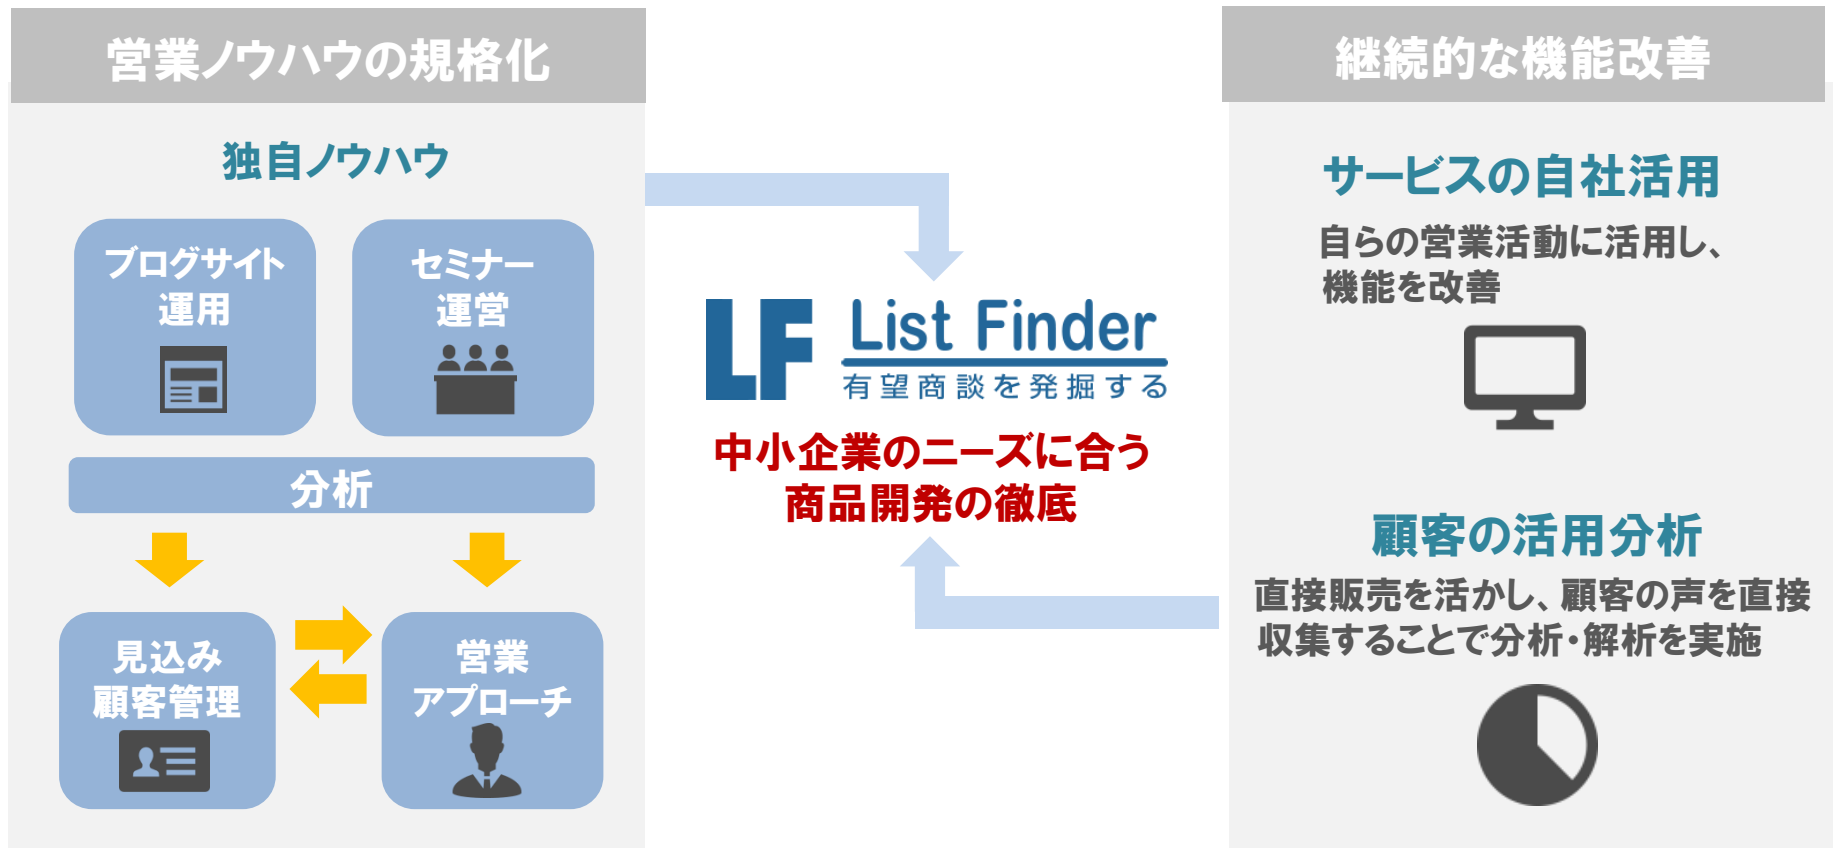 営業ノウハウの規格化
独自ノウハウ
ブログサイト
運用
セミナー
運営
分析
見込み
顧客管理
営業
アプローチ
LF
List Finder
有望商談を発掘する
中小企業のニーズに合う
商品開発の徹底
継続的な機能改善
サービスの自社活用
自らの営業活動に活用し、
機能を改善
顧客の活用分析
直接販売を活かし、顧客の声を直接
収集することで分析・解析を実施